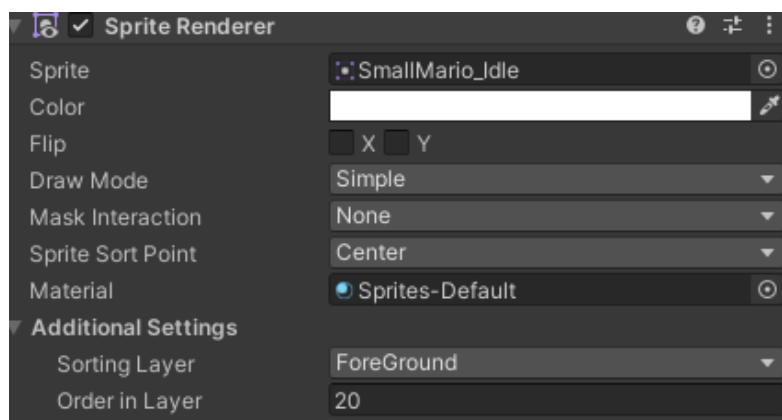 Sprite Renderer
Sprite SmallMario_Idle
Color
Flip X Y
Draw Mode Simple
Mask Interaction None
Sprite Sort Point Center
Material Sprites-Default
Additional Settings
Sorting Layer ForeGround
Order in Layer 20